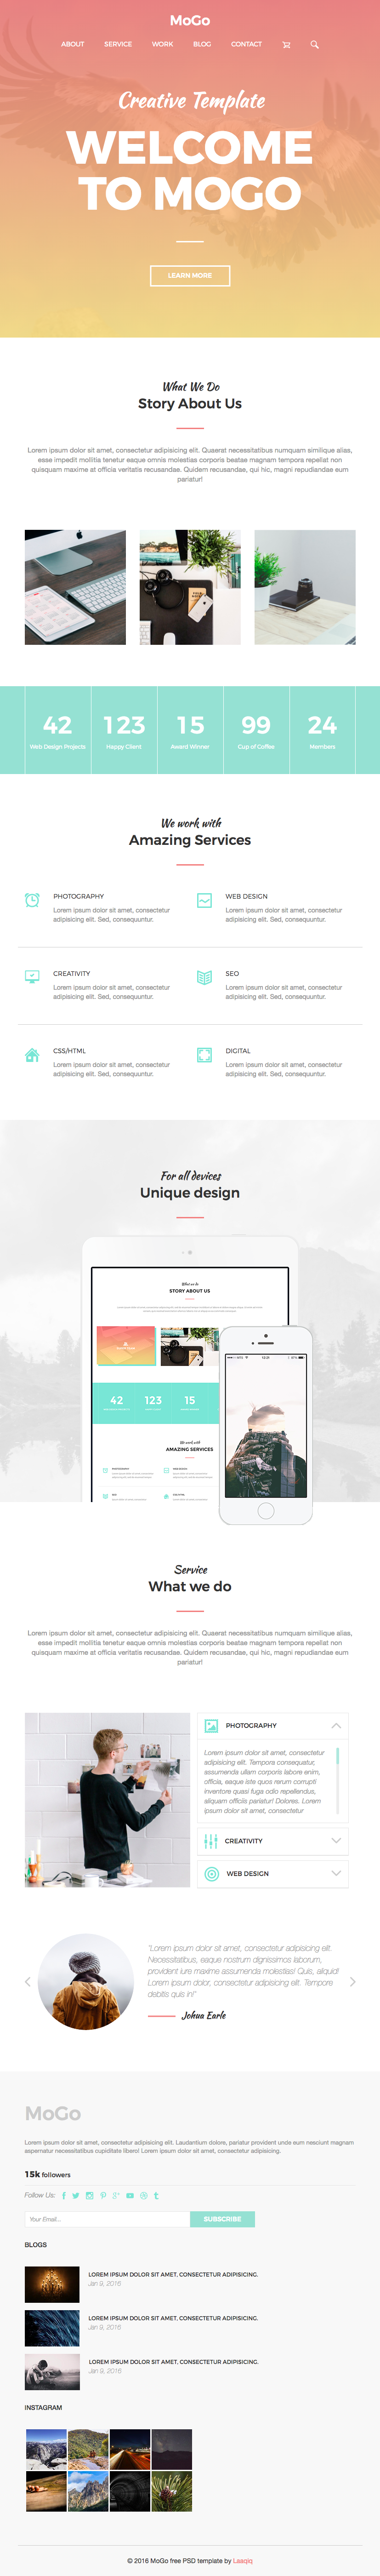 MoGo
ABOUT SERVICE WORK BLOG CONTACT
Creative Template
WELCOME
TO MOGO
LEARN MORE
What We Do
Story About Us
Lorem ipsum dolor sit amet, consectetur adipisicing elit. Quaerat necessitatibus numquam similique alias,
esse impedit mollitia tenetur eaque omnis molestias corporis beatae magnam tempora repellat non
quisquam maxime at officia veritatis recusandae. Quidem recusandae, qui hic, magni repudiandae eum
pariatur!
42 123 15 99 24
Web Design Projects Happy Client Award Winner Cup of Coffee Members
We work with
Amazing Services
PHOTOGRAPHY
Lorem ipsum dolor sit amet, consectetur
adipisicing elit. Sed, consequuntur.
WEB DESIGN
Lorem ipsum dolor sit amet, consectetur
adipisicing elit. Sed, consequuntur.
CREATIVITY
Lorem ipsum dolor sit amet, consectetur
adipisicing elit. Sed, consequuntur.
SEO
Lorem ipsum dolor sit amet, consectetur
adipisicing elit. Sed, consequuntur.
CSS/HTML
Lorem ipsum dolor sit amet, consectetur
adipisicing elit. Sed, consequuntur.
DIGITAL
Lorem ipsum dolor sit amet, consectetur
adipisicing elit. Sed, consequuntur.
For all devices
Unique design
What we do
STORY ABOUT US
42 123 15
We work with
AMAZING SERVICES
Service
What we do
Lorem ipsum dolor sit amet, consectetur adipisicing elit. Quaerat necessitatibus numquam similique alias,
esse impedit mollitia tenetur eaque omnis molestias corporis beatae magnam tempora repellat non
quisquam maxime at officia veritatis recusandae. Quidem recusandae, qui hic, magni repudiandae eum
pariatur!
PHOTOGRAPHY
Lorem ipsum dolor sit amet, consectetur
adipisicing elit. Tempora consequatur,
assumenda ullam corporis labore enim,
officia, eaque iste quos rerum corrupti
inventore quasi fuga odio repellendus,
aliquam officiis pariatur! Dolores. Lorem
ipsum dolor sit amet, consectetur
CREATIVITY
WEB DESIGN
"Lorem ipsum dolor sit amet, consectetur adipisicing elit.
Necessitatibus, eaque nostrum dignissimos laborum,
provident iure maxime assumenda molestias! Quis, aliquid!
Lorem ipsum dolor, consectetur adipisicing elit. Tempore
debitis quis in!"
Johua Earle
MoGo
Lorem ipsum dolor sit amet, consectetur adipisicing elit. Laudantium dolore, pariatur provident unde eum nesciunt magnam
aspernatur necessitatibus cupiditate libero! Lorem ipsum dolor sit amet, consectetur adipisicing.
15k followers
Follow Us:
Your Email... SUBSCRIBE
BLOGS
LOREM IPSUM DOLOR SIT AMET, CONSECTETUR ADIPISICING.
Jan 9, 2016
LOREM IPSUM DOLOR SIT AMET, CONSECTETUR ADIPISICING.
Jan 9, 2016
LOREM IPSUM DOLOR SIT AMET, CONSECTETUR ADIPISICING.
Jan 9, 2016
INSTAGRAM
© 2016 MoGo free PSD template by Laaqiq